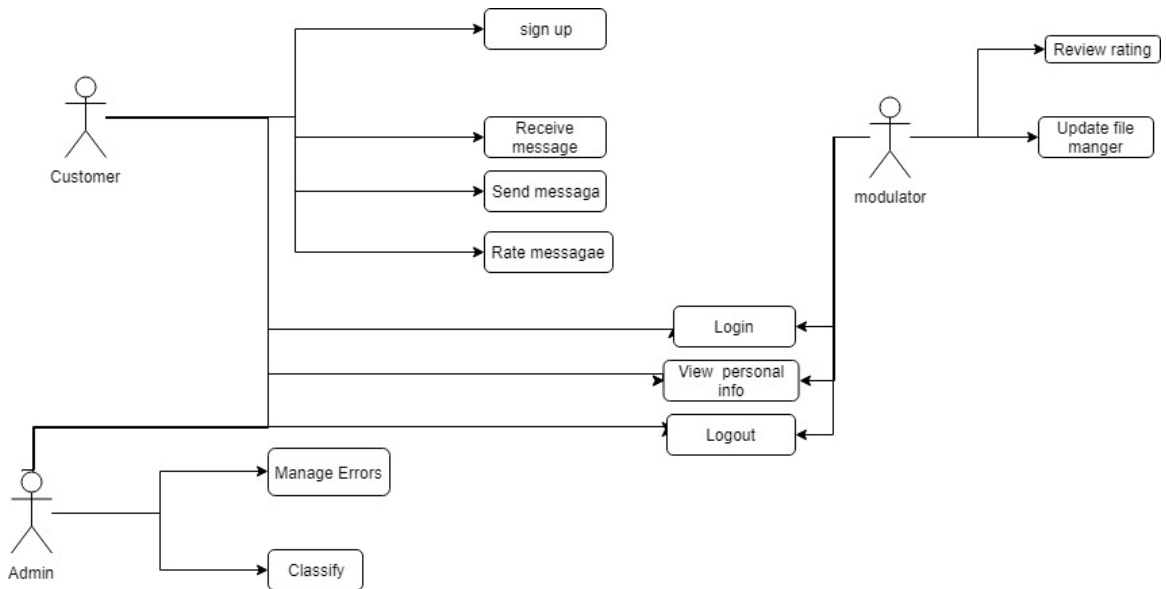 sign up
Review rating
Receive
message
Update file
manger
Customer
Send messaga
modulator
Rate messagae
Login
View personal
info
Logout
Manage Errors
Admin
Classify